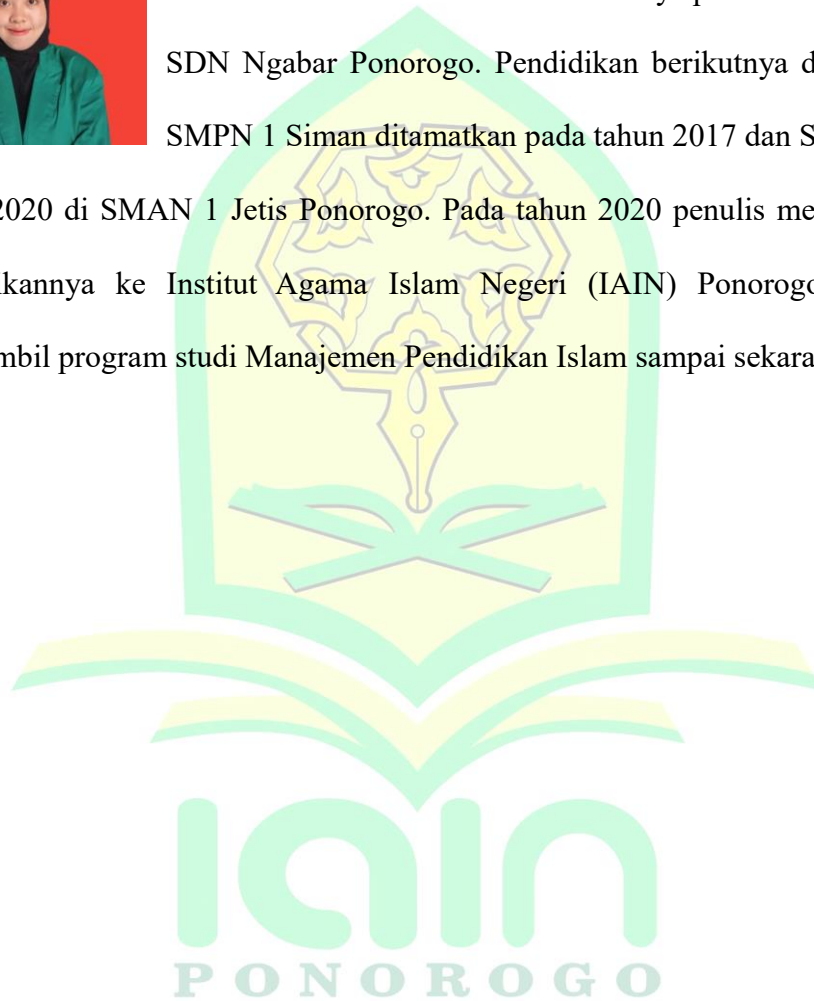 SDN Ngabar Ponorogo. Pendidikan berikutnya d
SMPN 1 Siman ditamatkan pada tahun 2017 dan S
2020 di SMAN 1 Jetis Ponorogo. Pada tahun 2020 penulis me
kannya ke Institut Agama Islam Negeri (IAIN) Ponorogo
mbil program studi Manajemen Pendidikan Islam sampai sekara
iain
PONOROGO